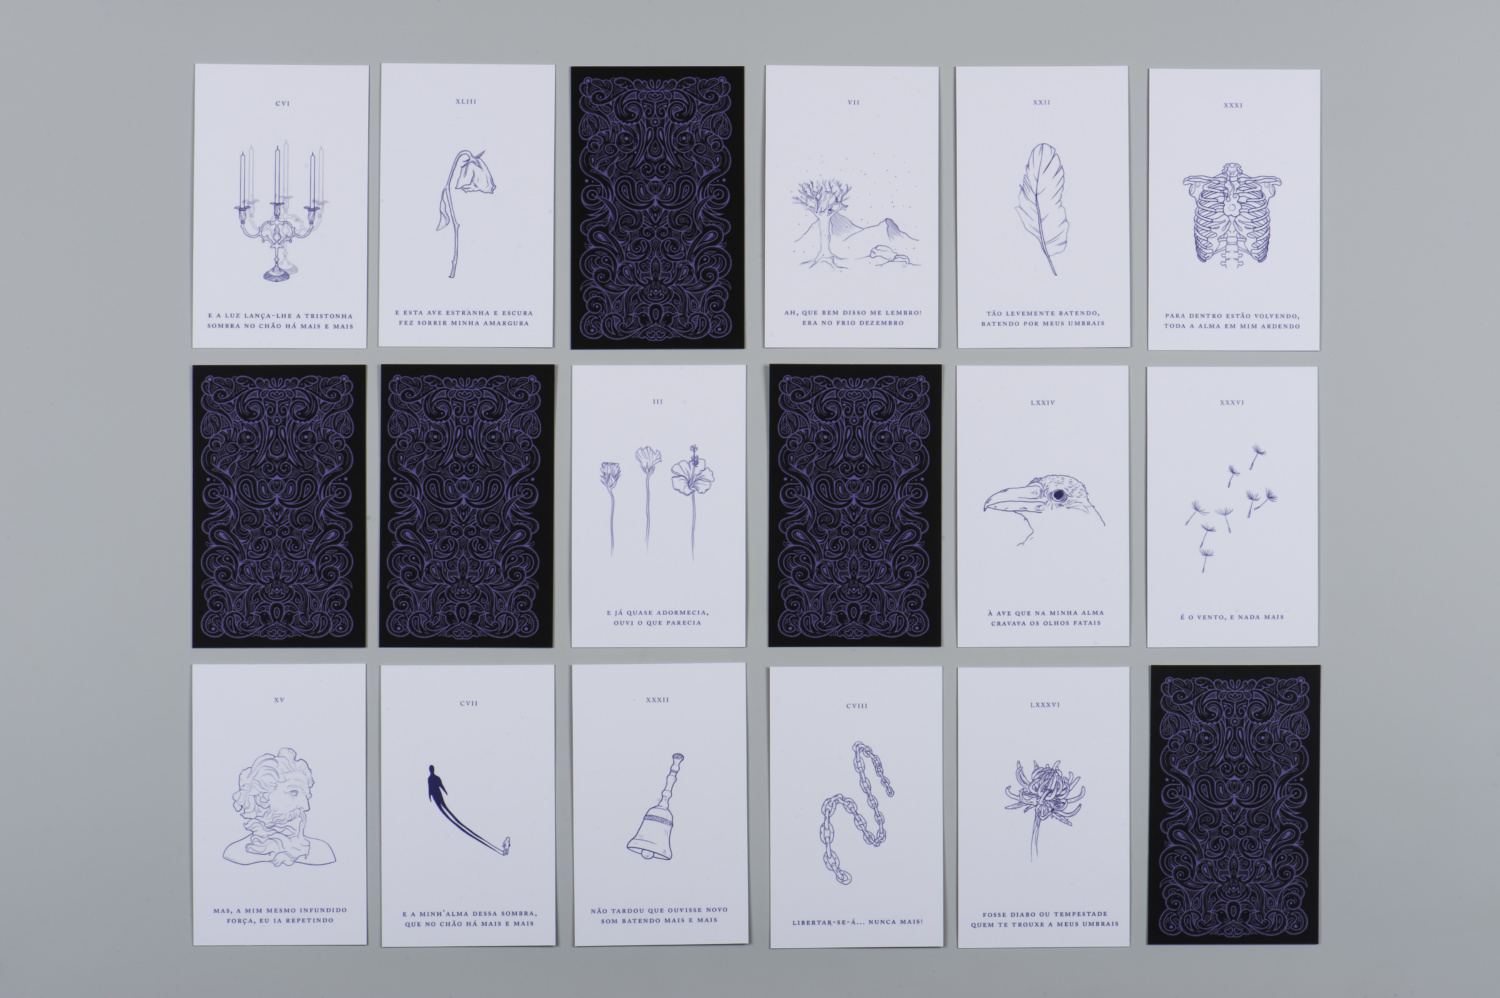 CVI
E A LUZ LANÇA-LHE A TRISTONHA
SOMBRA NO CHÃO HÁ MAIS E MAIS
XLIII
E ESTA AVE ESTRANHA E ESCURA
FEZ SORRIR MINHA AMARGURA
VII
AH, QUE BEM DISSO ME LEMBRO!
ERA NO FRIO DEZEMBRO
XXII
TÃO LEVEMENTE BATENDO,
BATENDO POR MEUS UMBRAIS
XXXI
PARA DENTRO ESTÃO VOLVENDO,
TODA A ALMA EM MIM ARDENDO
III
E JÁ QUASE ADORMECIA,
OUVI O QUE PARECIA
LXXIV
À AVE QUE NA MINHA ALMA
CRAVAVA OS OLHOS FATAIS
XXXVI
É O VENTO, E NADA MAIS
XV
MAS, A MIM MESMO INFUNDIDO
FORÇA, EU IA REPETINDO
CVII
E A MINH'ALMA DESSA SOMBRA,
QUE NO CHÃO HÁ MAIS E MAIS
XXXII
NÃO TARDOU QUE OUVISSE NOVO
SOM BATENDO MAIS E MAIS
CVIII
LIBERTAR-SE-Á... NUNCA MAIS!
LXXXVI
FOSSE DIABO OU TEMPESTADE
QUEM TE TROUXE A MEUS UMBRAIS